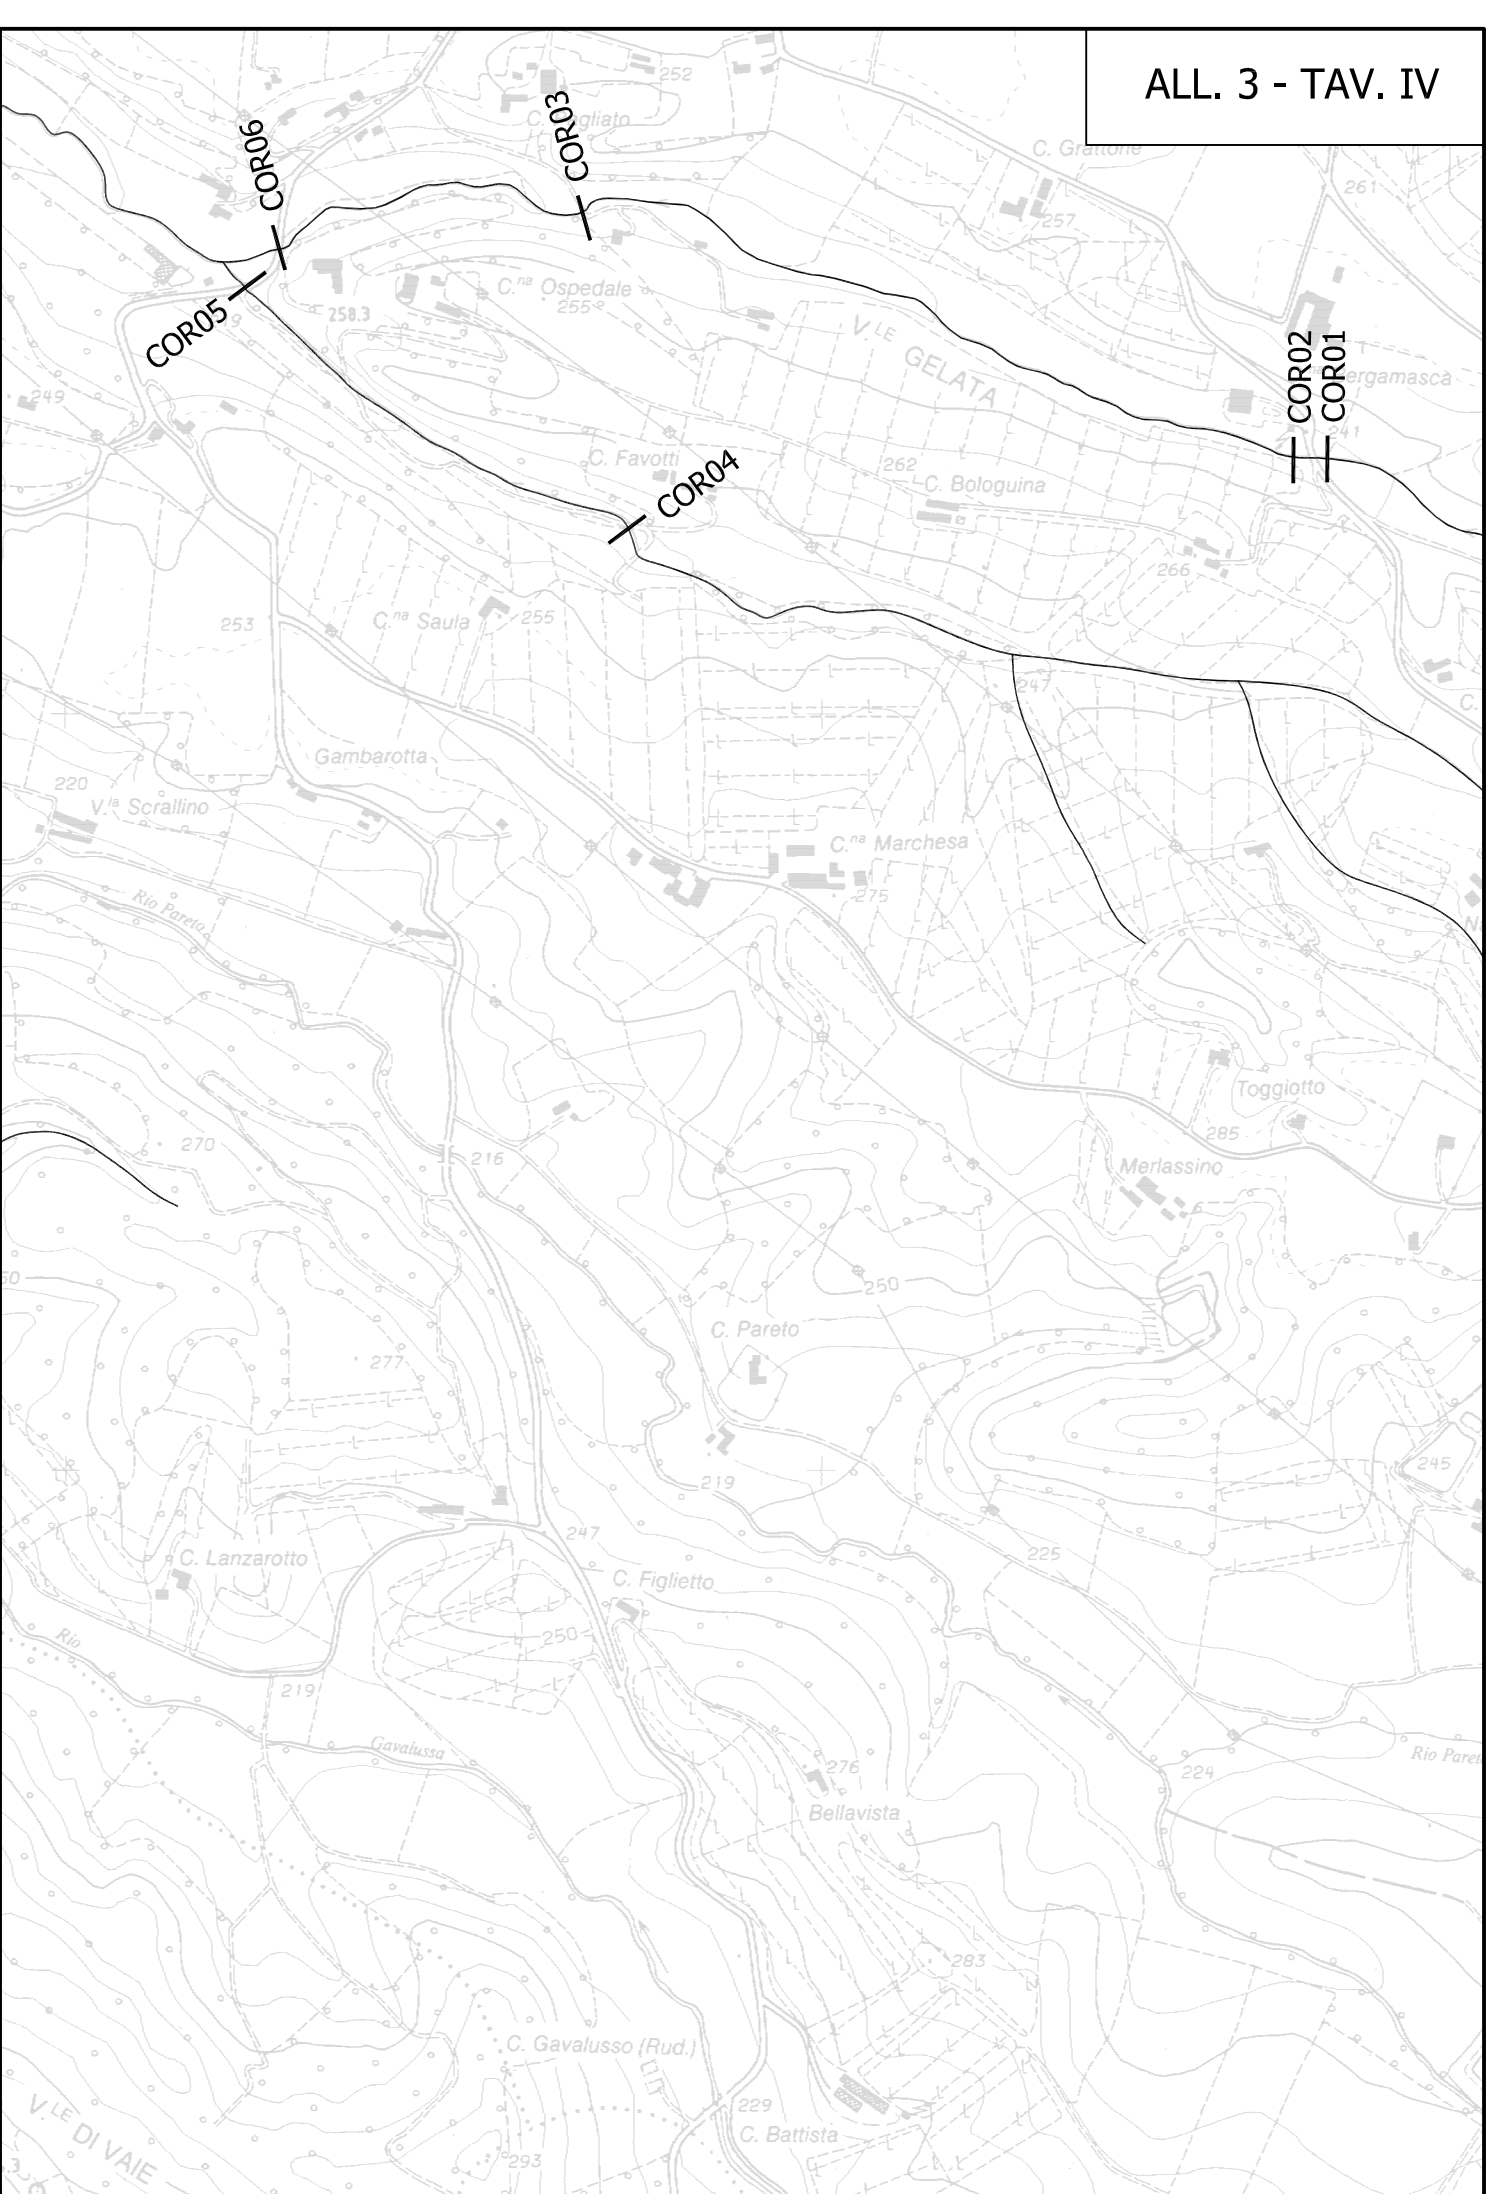 ALL. 3 - TAV. IV
252
COR03
COR06
C. Grattone
261
257
C.na Ospedale
255
258.3
COR05
V.LE GELATA
COR02
COR01
249
241
C. Favotti
COR04
262
C. Bologuina
266
253
C.na Saula
255
247
C.
Gambarotta
220
V.la Scrallino
C.na Marchesa
275
Rio Pareto
Toggiotto
285
270
216
Merlassino
250
C. Pareto
277
219
245
247
225
C. Lanzarotto
C. Figlietto
250
Rio
219
Gavalussa
Rio Paret
224
276
Bellavista
283
C. Gavalusso (Rud.)
229
C. Battista
V.LE DI VAIE
293